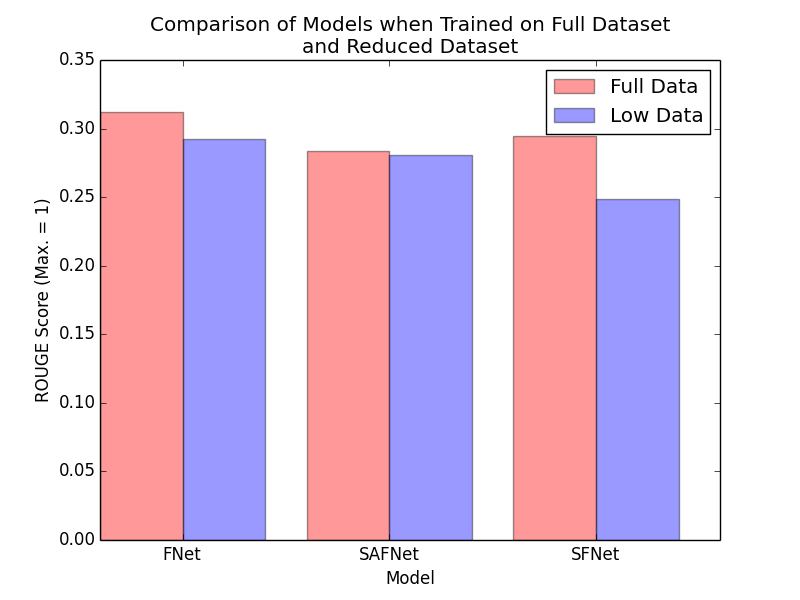 Comparison of Models when Trained on Full Dataset
and Reduced Dataset
Full Data
Low Data
ROUGE Score (Max. = 1)
0.35
0.30
0.25
0.20
0.15
0.10
0.05
0.00
FNet SAFNet SFNet
Model